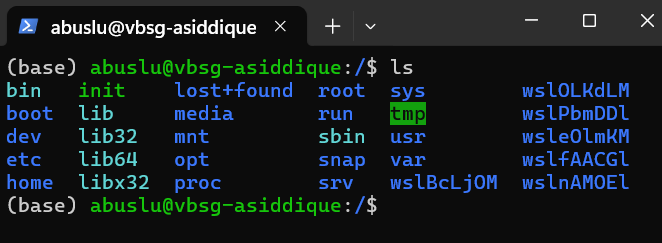 abuslu@vbsg-asiddique
(base) abuslu@vbsg-asiddique:/$ ls
bin init lost+found root sys wslOLKdLM
boot lib media run tmp wslPbmDDl
dev lib32 mnt sbin usr wsleOlmKM
etc lib64 opt snap var wslfAACGl
home libx32 proc srv wslBcLjOM wslnAMOEl
(base) abuslu@vbsg-asiddique:/$